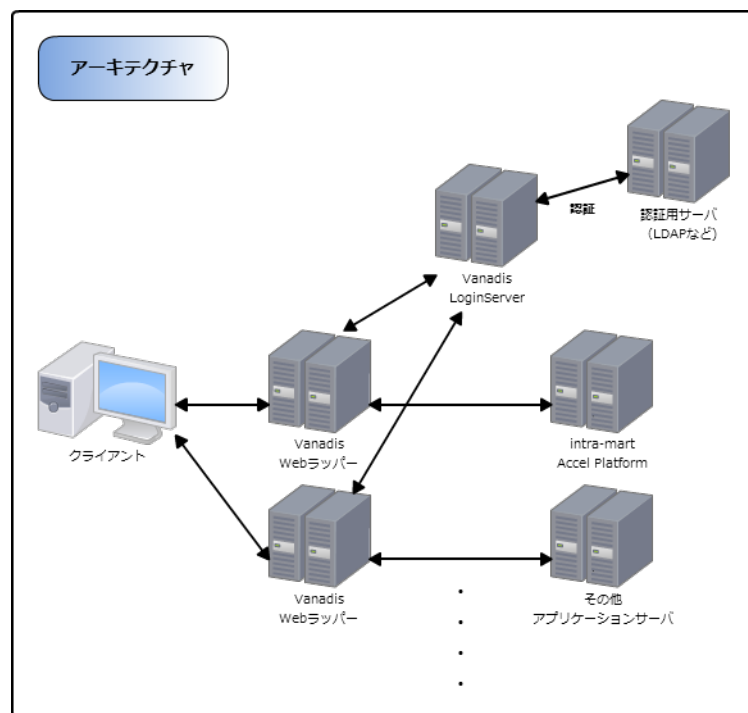 アーキテクチャ
認証
認証用サーバ
（LDAPなど)
Vanadis
LoginServer
クライアント
Vanadis
Webラッパー
intra-mart
Accel Platform
Vanadis
Webラッパー
その他
アプリケーションサーバ